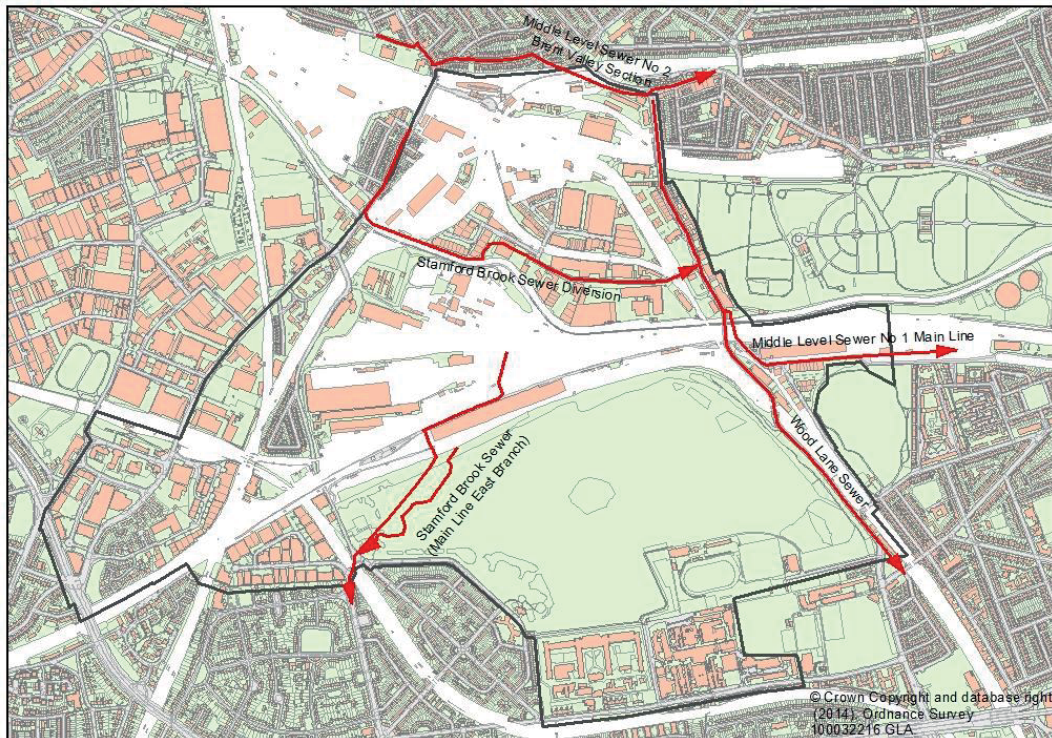 Middle Level Sewer No 2
Brent Valley Section
Stamford Brook Sewer Diversion
Middle Level Sewer No 1 Main Line
Wood Lane Sewer
Stamford Brook Sewer
(Main Line East Branch)
© Crown Copyright and database right
(2014). Ordnance Survey
100032216 GLA